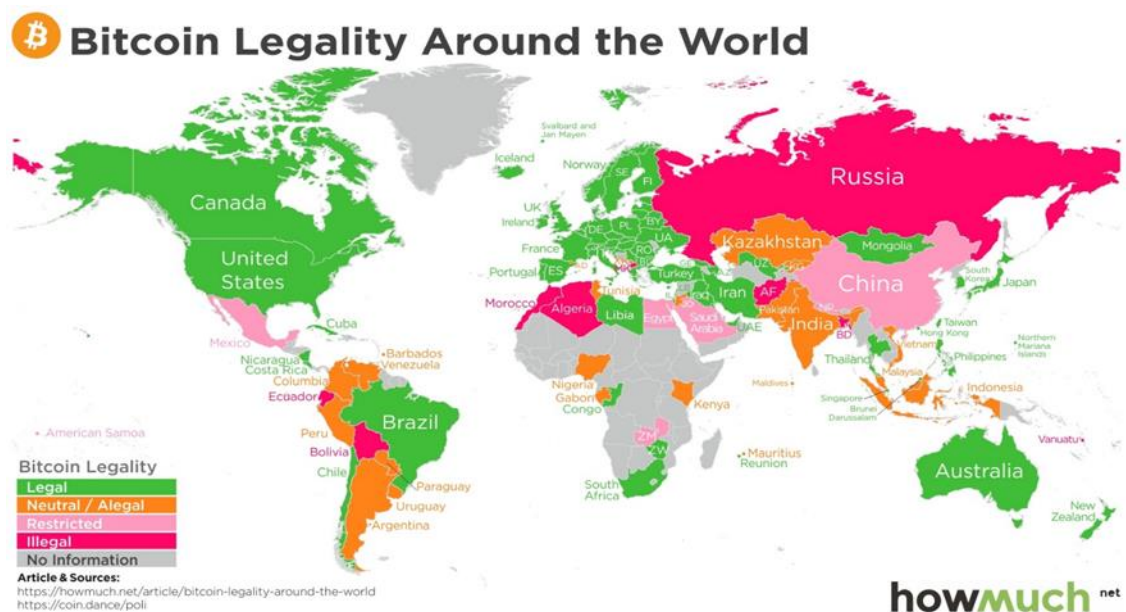 Bitcoin Legality Around the World
Svalbard and
Jan Mayen
Iceland
Norway
SE
FI
Russia
Canada
UK
Ireland
DE
PL
BY
UA
RO
France
Kazakhstan
Mongolia
United
States
Portugal
ES
Turkey
UZ
South
Korea
Japan
China
Morocco
Algeria
Tunisia
Libia
Egypt
Saudi
Arabia
Iraq
Iran
AF
Pakistan
India
BD
UAE
Taiwan
Hong Kong
Northern
Mariana
Islands
Mexico
Cuba
Nicaragua
Costa Rica
Barbados
Venezuela
Columbia
Ecuador
Thailand
Vietnam
Philippines
Malaysia
Maldives
Singapore
Brunei
Darussalam
Indonesia
Nigeria
Gabon
Congo
Kenya
Brazil
Peru
Bolivia
American Samoa
Vanuatu
ZM
ZW
Mauritius
Reunion
South
Africa
Chile
Paraguay
Uruguay
Argentina
Australia
New
Zealand
Bitcoin Legality
Legal
Neutral / Alegal
Restricted
Illegal
No Information
Article & Sources:
https://howmuch.net/article/bitcoin-legality-around-the-world
https://coin.dance/poli
howmuch net